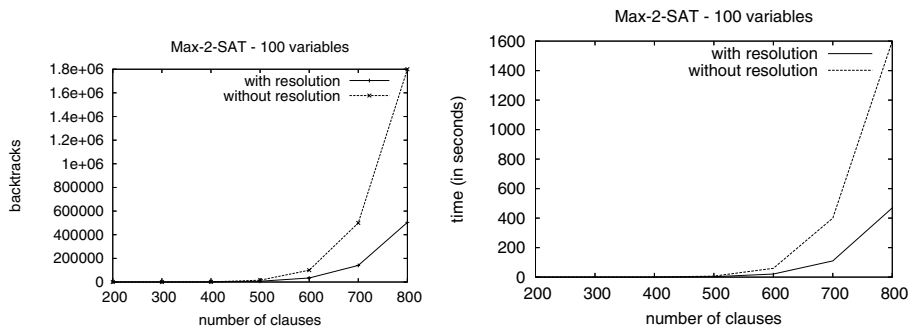 Max-2-SAT - 100 variables
with resolution
without resolution
1.8e+06
1.6e+06
1.4e+06
1.2e+06
1e+06
800000
600000
400000
200000
0
200 300 400 500 600 700 800
backtracks
number of clauses
Max-2-SAT - 100 variables
with resolution
without resolution
1600
1400
1200
1000
800
600
400
200
0
200 300 400 500 600 700 800
time (in seconds)
number of clauses